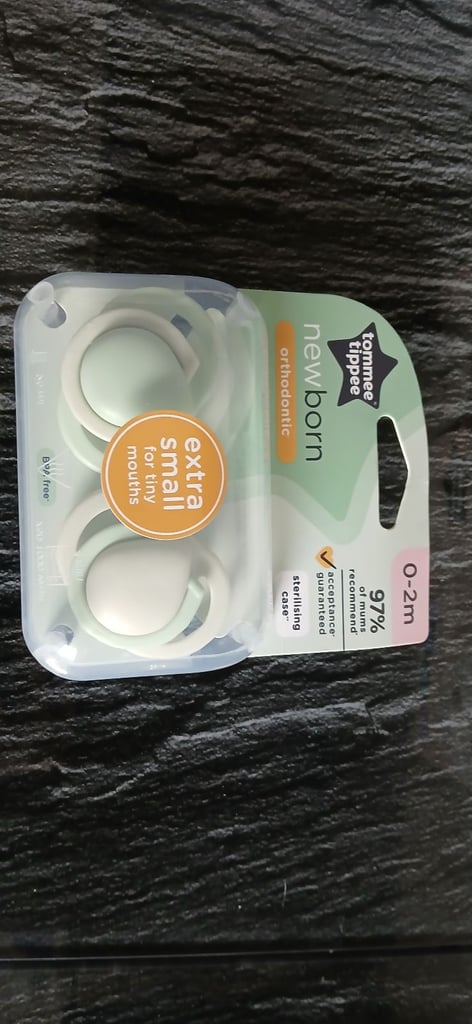 tommee
tippee®
newborn
orthodontic
0-2m
97%
of mums
recommend
acceptance
guaranteed
sterilising
case
extra
small
for tiny
mouths
BPA free